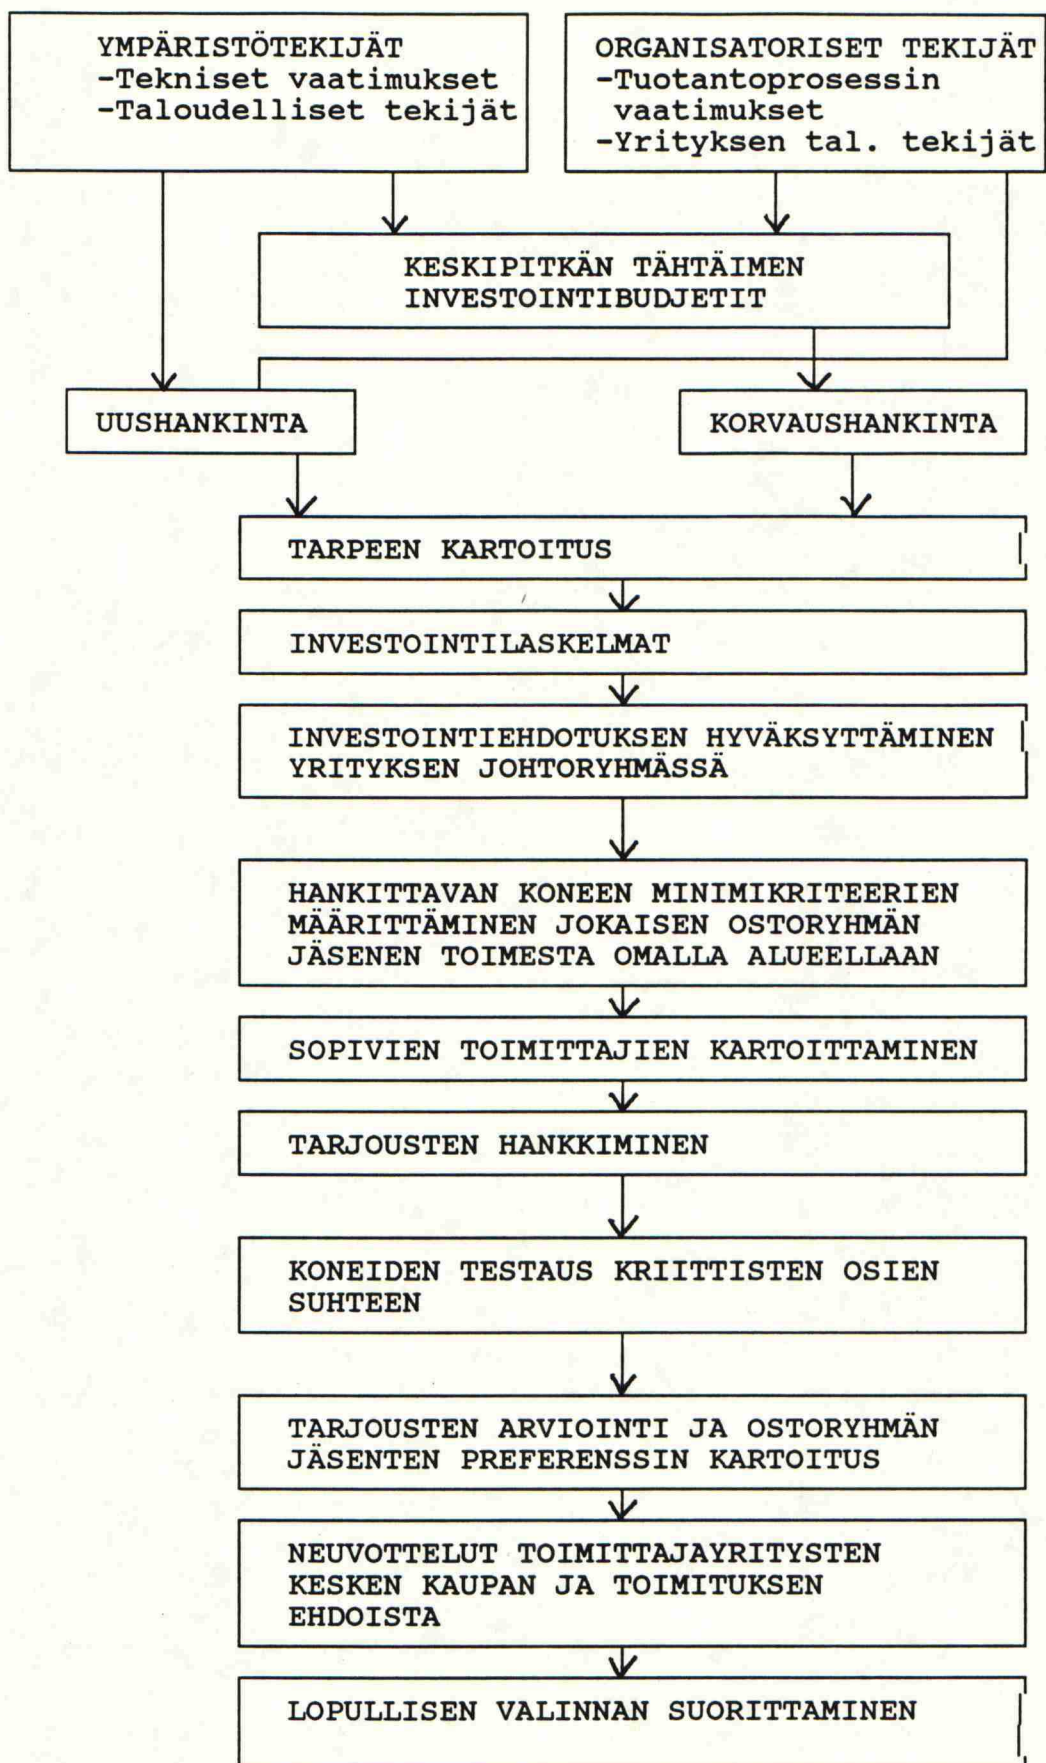 YMPÄRISTÖTEKIJÄT
-Tekniset vaatimukset
-Taloudelliset tekijät
ORGANISATORISET TEKIJÄT
-Tuotantoprosessin
vaatimukset
-Yrityksen tal. tekijät
KESKIPITKÄN TÄHTÄIMEN
INVESTOINTIBUDJETIT
UUSHANKINTA
KORVAUSHANKINTA
TARPEEN KARTOITUS
INVESTOINTILASKELMAT
INVESTOINTIEHDOTUKSEN HYVÄKSYTTÄMINEN
YRITYKSEN JOHTORYHMÄSSÄ
HANKITTAVAN KONEEN MINIMIKRITEERIEN
MÄÄRITTÄMINEN JOKAISEN OSTORYHMÄN
JÄSENEN TOIMESTA OMALLA ALUEELLAAN
SOPIVIEN TOIMITTAJIEN KARTOITTAMINEN
TARJOUSTEN HANKKIMINEN
KONEIDEN TESTAUS KRIITTISTEN OSIEN
SUHTEEN
TARJOUSTEN ARVIOINTI JA OSTORYHMÄN
JÄSENTEN PREFERENSSIN KARTOITUS
NEUVOTTELUT TOIMITTAJAYRITYSTEN
KESKEN KAUPAN JA TOIMITUKSEN
EHDOISTA
LOPULLISEN VALINNAN SUORITTAMINEN